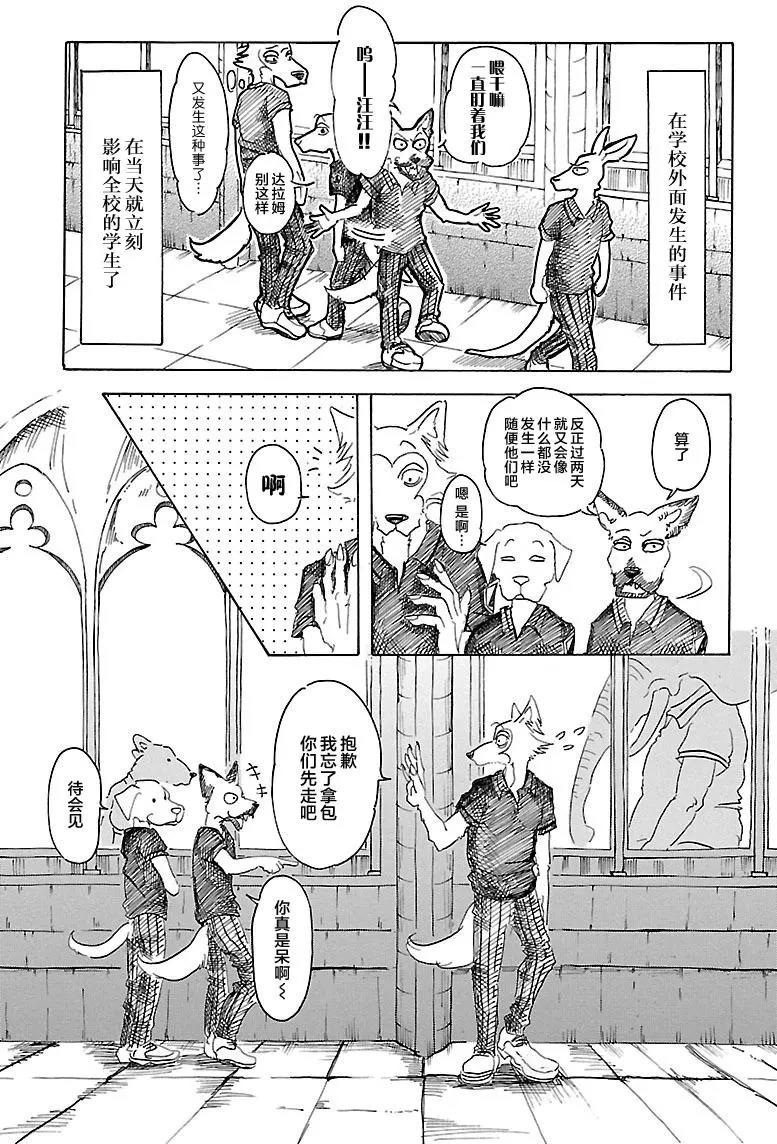 在学校外面发生的事件
喂干嘛
一直盯着我们
呜——汪汪!!
达拉姆
别这样
又发生这种事了…
在当天就立刻
影响全校的学生了
算了
反正过两天
就又会像
什么都没
发生一样
随便他们吧
嗯 是啊…
啊
抱歉
我忘了拿包
你们先走吧
你真是呆啊~
待会见